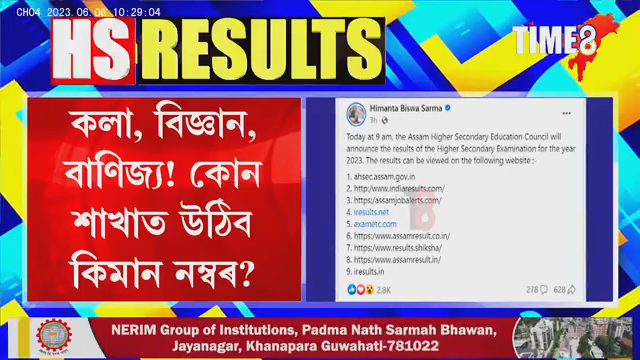 CH04 2023.06.06 10:29:04
HS RESULTS
TIME8
কলা, বিজ্ঞান,
বাণিজ্য! কোন
শাখাত উঠিব
কিমান নম্বৰ?
Himanta Biswa Sarma
1h
Today at 9 am, the Assam Higher Secondary Education Council will
announce the results of the Higher Secondary Examination for the year
2023. The results can be viewed on the following website :-
1. ahsec.assam.gov.in
2. http:/www.indiaresults.com/
3. https:/assamjobalerts.com/
4. iresults.net
5. exametc.com
6. https:/www.assamresult.co.in/
7. https:/www.results.shiksha/
8. https:/www.assamresult.in/
9. iresults.in
2.8K
278
628
NERIM Group of Institutions, Padma Nath Sarmah Bhawan,
Jayanagar, Khanapara Guwahati-781022